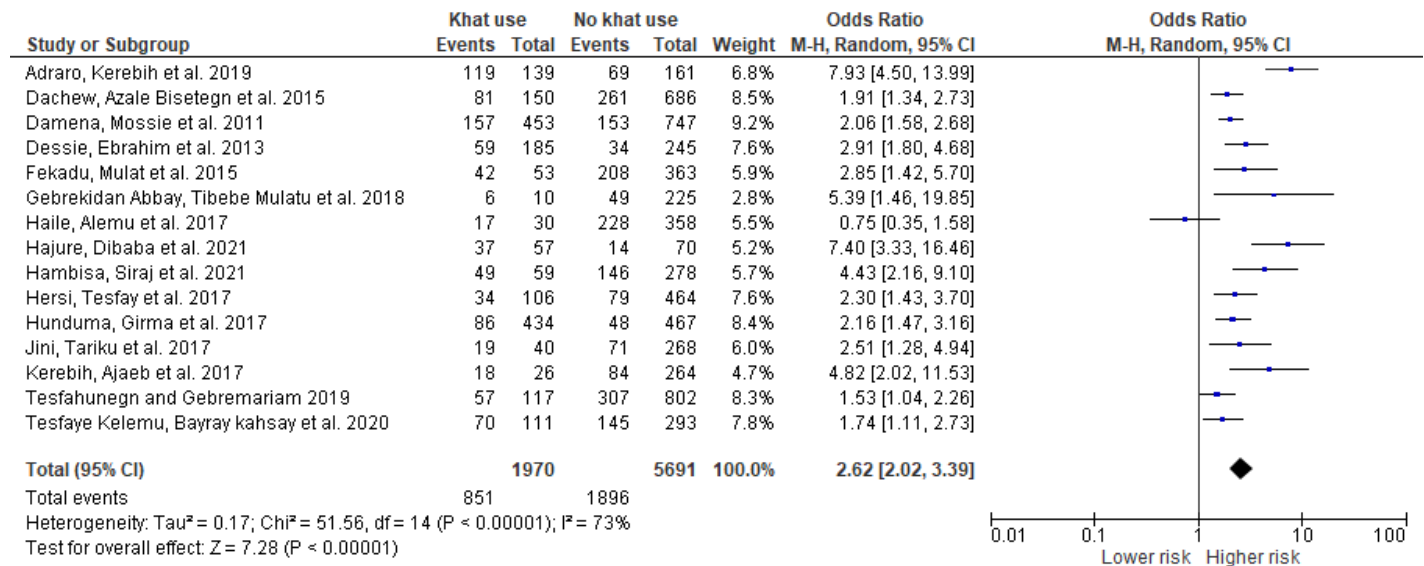 Khat use No khat use Odds Ratio Odds Ratio
Study or Subgroup Events Total Events Total Weight M-H, Random, 95% CI M-H, Random, 95% CI
Adraro, Kerebih et al. 2019 119 139 69 161 6.8% 7.93 [4.50, 13.99]
Dachew, Azale Bisetegn et al. 2015 81 150 261 686 8.5% 1.91 [1.34, 2.73]
Damena, Mossie et al. 2011 157 453 153 747 9.2% 2.06 [1.58, 2.68]
Dessie, Ebrahim et al. 2013 59 185 34 245 7.6% 2.91 [1.80, 4.68]
Fekadu, Mulat et al. 2015 42 53 208 363 5.9% 2.85 [1.42, 5.70]
Gebrekidan Abbay, Tibebe Mulatu et al. 2018 6 10 49 225 2.8% 5.39 [1.46, 19.85]
Haile, Alemu et al. 2017 17 30 228 358 5.5% 0.75 [0.35, 1.58]
Hajure, Dibaba et al. 2021 37 57 14 70 5.2% 7.40 [3.33, 16.46]
Hambisa, Siraj et al. 2021 49 59 146 278 5.7% 4.43 [2.16, 9.10]
Hersi, Tesfay et al. 2017 34 106 79 464 7.6% 2.30 [1.43, 3.70]
Hunduma, Girma et al. 2017 86 434 48 467 8.4% 2.16 [1.47, 3.16]
Jini, Tariku et al. 2017 19 40 71 268 6.0% 2.51 [1.28, 4.94]
Kerebih, Ajaeb et al. 2017 18 26 84 264 4.7% 4.82 [2.02, 11.53]
Tesfahunegn and Gebremariam 2019 57 117 307 802 8.3% 1.53 [1.04, 2.26]
Tesfaye Kelemu, Bayray kahsay et al. 2020 70 111 145 293 7.8% 1.74 [1.11, 2.73]
Total (95% CI) 1970 5691 100.0% 2.62 [2.02, 3.39]
Total events 851 1896
Heterogeneity: Tau² = 0.17; Chi² = 51.56, df = 14 (P < 0.00001); I² = 73%
Test for overall effect: Z = 7.28 (P < 0.00001)
0.01 0.1 1 10 100
Lower risk Higher risk